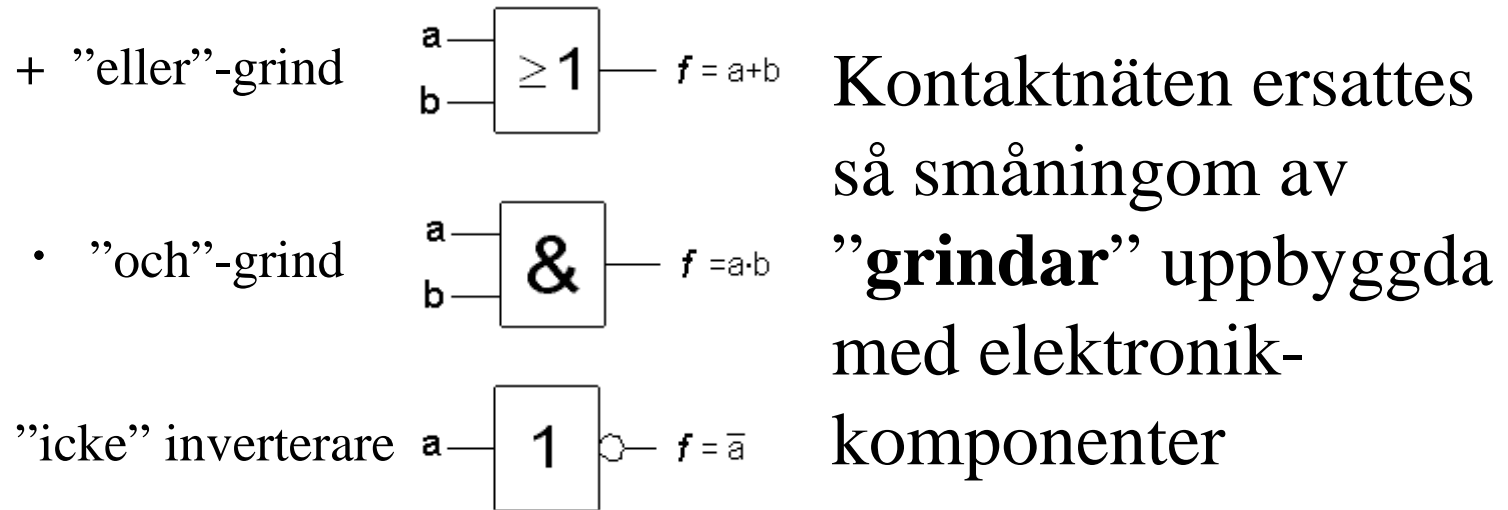 + ”eller”-grind
a
b
≥1
f = a+b
· ”och”-grind
a
b
&
f =a·b
”icke” inverterare
a
1
f = a̅
Kontaktnäten ersattes
så småningom av
”grindar” uppbyggda
med elektronik-
komponenter